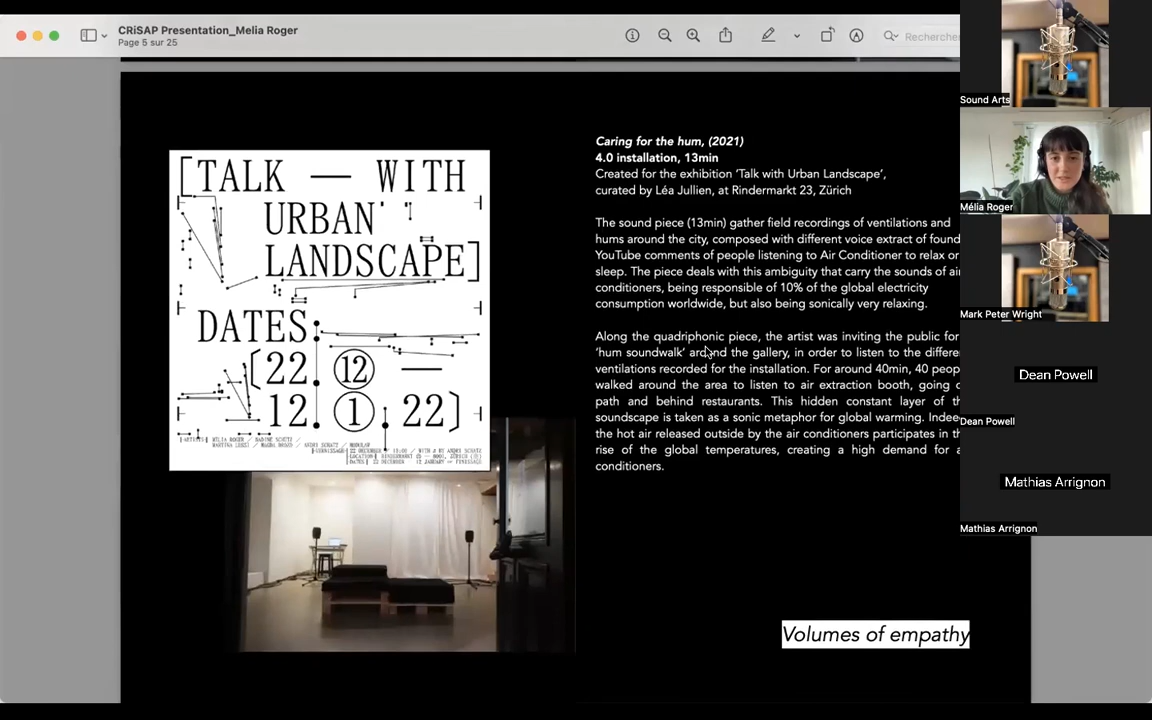 CRiSAP Presentation_Melia Roger
Page 5 sur 25
Rechercher
[TALK — WITH
URBAN
LANDSCAPE]
DATES:
[22 12 —
12 1 22]
Caring for the hum, (2021)
4.0 installation, 13min
Created for the exhibition 'Talk with Urban Landscape',
curated by Léa Jullien, at Rindermarkt 23, Zürich
The sound piece (13min) gather field recordings of ventilations and
hums around the city, composed with different voice extract of found
YouTube comments of people listening to Air Conditioner to relax or
sleep. The piece deals with this ambiguity that carry the sounds of air
conditioners, being responsible of 10% of the global electricity
consumption worldwide, but also being sonically very relaxing.
Along the quadriphonic piece, the artist was inviting the public for
'hum soundwalk' around the gallery, in order to listen to the differe
ventilations recorded for the installation. For around 40min, 40 peop
walked around the area to listen to air extraction booth, going
path and behind restaurants. This hidden constant layer of th
soundscape is taken as a sonic metaphor for global warming. Indee
the hot air released outside by the air conditioners participates in th
rise of the global temperatures, creating a high demand for a
conditioners.
Volumes of empathy
Sound Arts
Mélia Roger
Mark Peter Wright
Dean Powell
Dean Powell
Mathias Arrignon
Mathias Arrignon